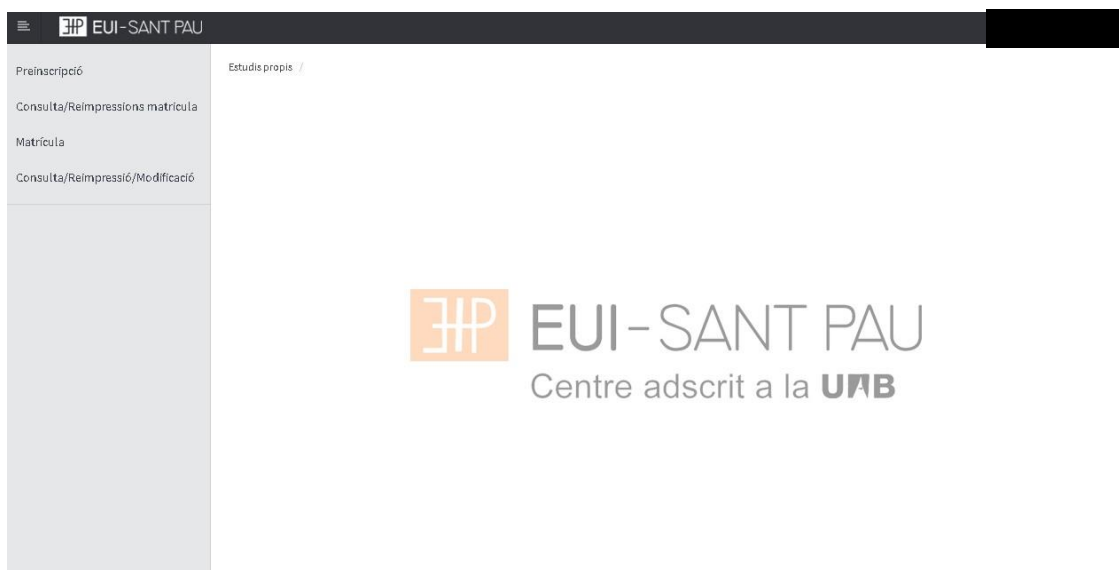 EUI-SANT PAU
Preinscripció
Consulta/Reimpressions matrícula
Matrícula
Consulta/Reimpressió/Modificació
Estudis propis /
EUI-SANT PAU
Centre adscrit a la UAB